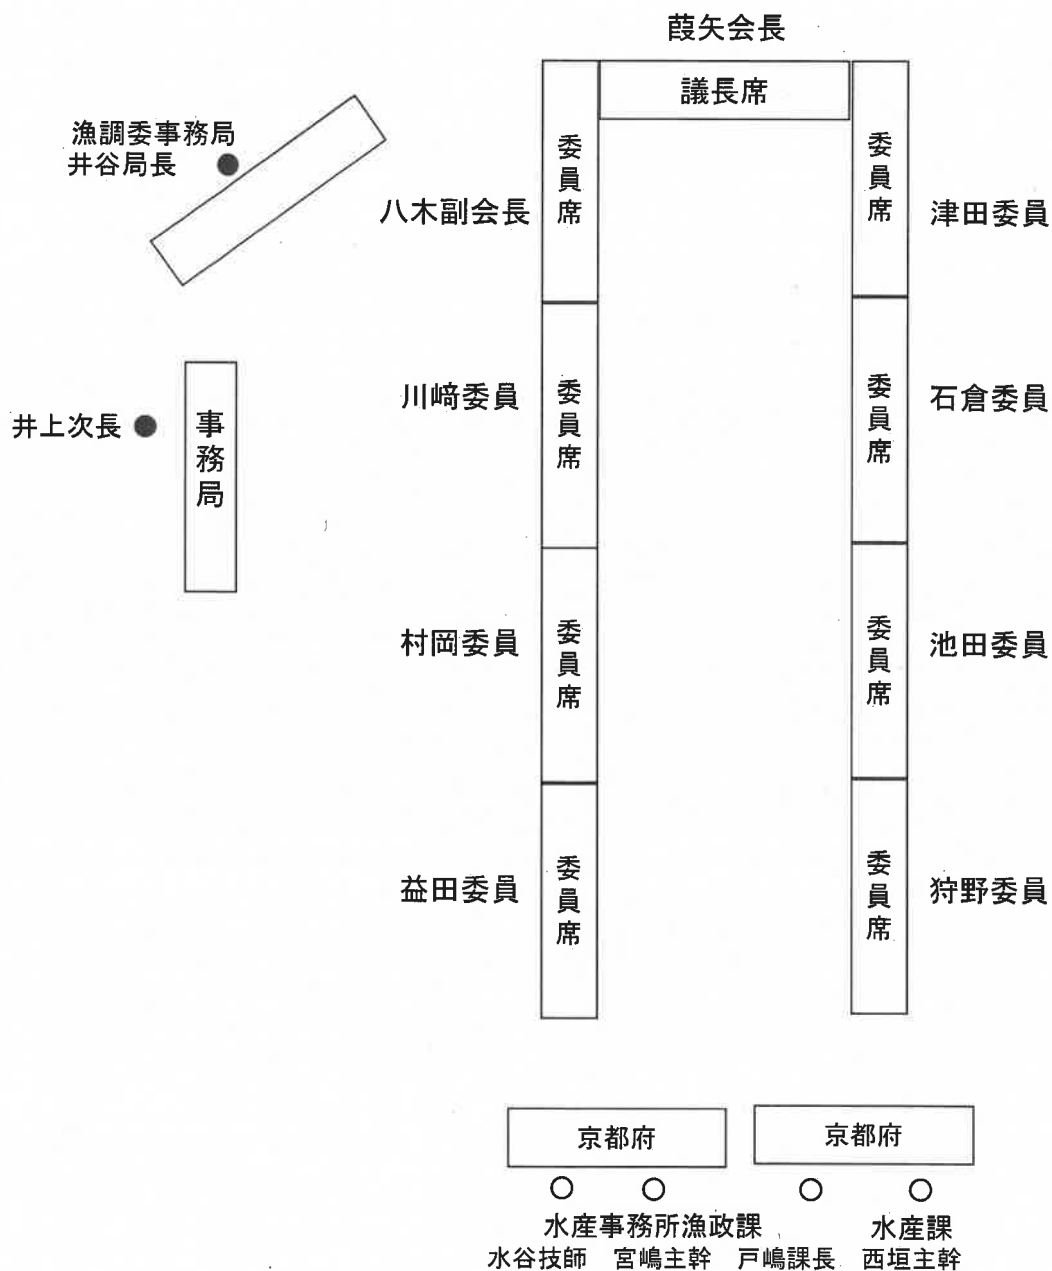 葭矢会長
議長席
漁調委事務局
井谷局長
委員席
委員席
八木副会長
津田委員
川﨑委員
委員席
委員席
石倉委員
井上次長
事務局
村岡委員
委員席
委員席
池田委員
益田委員
委員席
委員席
狩野委員
京都府
京都府
水産事務所漁政課
水産課
水谷技師 宮嶋主幹 戸嶋課長 西垣主幹